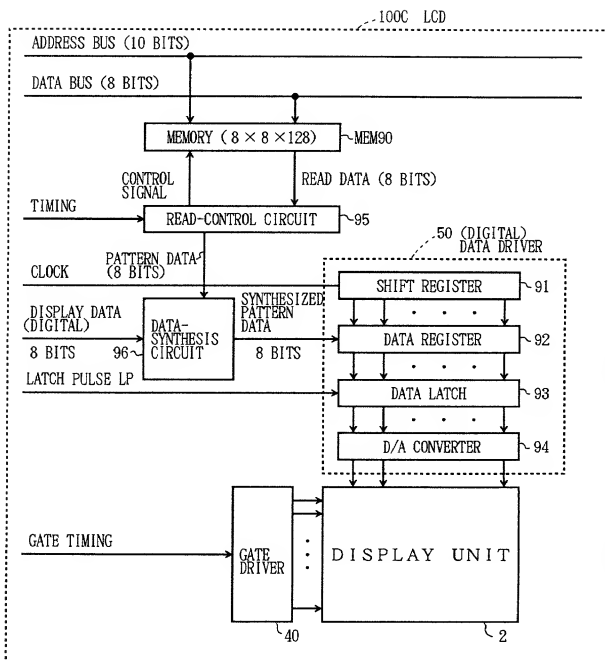 100C LCD
ADDRESS BUS (10 BITS)
DATA BUS (8 BITS)
MEMORY (8 × 8 ×128)
MEM90
CONTROL
SIGNAL
READ DATA (8 BITS)
TIMING
READ-CONTROL CIRCUIT
95
50 (DIGITAL)
DATA DRIVER
PATTERN DATA
(8 BITS)
CLOCK
SHIFT REGISTER
91
DISPLAY DATA
(DIGITAL)
8 BITS
96
DATA-
SYNTHESIS
CIRCUIT
SYNTHESIZED
PATTERN
DATA
8 BITS
DATA REGISTER
92
LATCH PULSE LP
DATA LATCH
93
D/A CONVERTER
94
GATE TIMING
GATE
DRIVER
40
DISPLAY UNIT
2